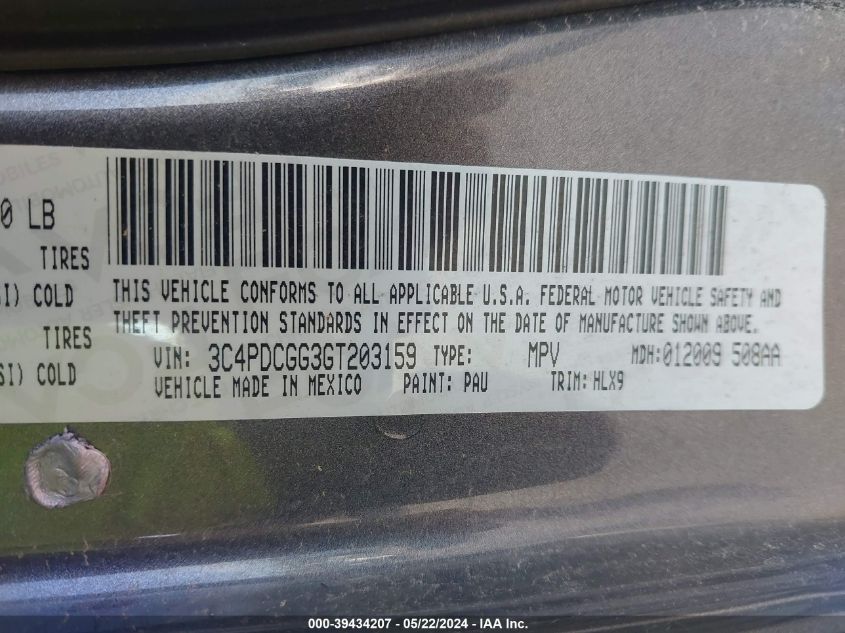 0 LB
TIRES
SI) COLD
TIRES
SI) COLD
THIS VEHICLE CONFORMS TO ALL APPLICABLE U.S.A. FEDERAL MOTOR VEHICLE SAFETY AND
THEFT PREVENTION STANDARDS IN EFFECT ON THE DATE OF MANUFACTURE SHOWN ABOVE.
VIN: 3C4PDCGG3GT203159 TYPE: MPV MDH:012009 508AA
VEHICLE MADE IN MEXICO PAINT: PAU TRIM: HLX9
000-39434207 - 05/22/2024 - IAA Inc.